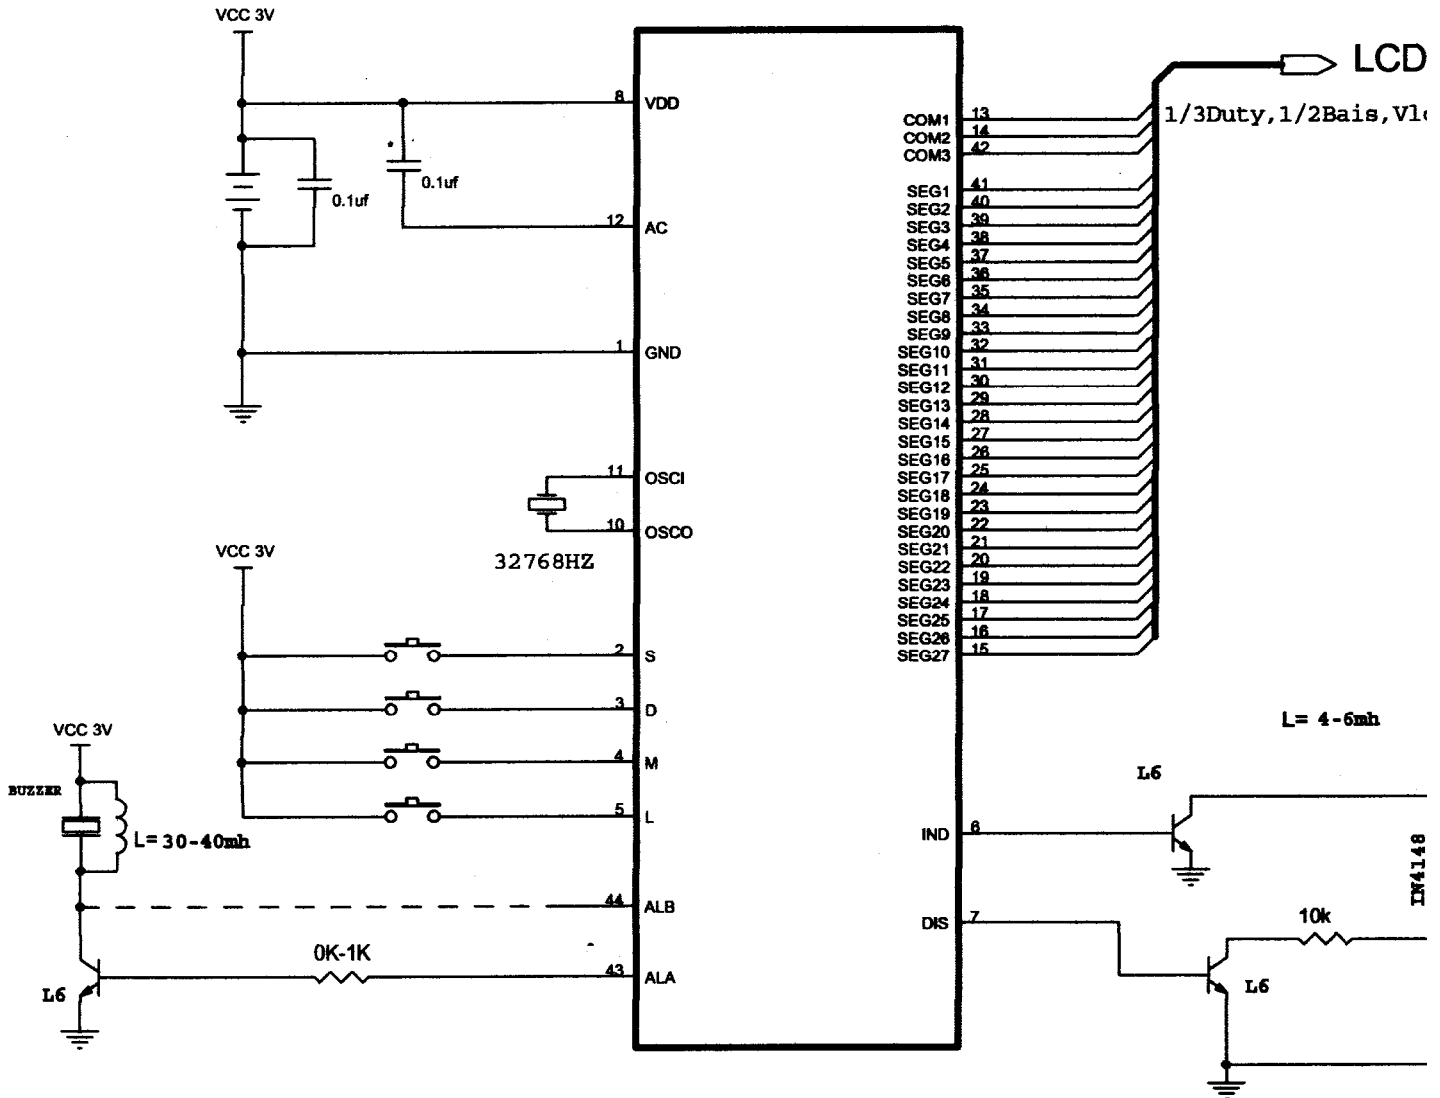 VCC 3V
8 VDD
0.1uf
0.1uf
12 AC
1 GND
11 OSCI
10 OSCO
32768HZ
VCC 3V
2 S
3 D
4 M
5 L
VCC 3V
BUZZER
L= 30-40mh
44 ALB
0K-1K
43 ALA
L6
LCD
1/3Duty,1/2Bais,
COM1 13
COM2 14
COM3 42
SEG1 41
SEG2 40
SEG3 39
SEG4 38
SEG5 37
SEG6 36
SEG7 35
SEG8 34
SEG9 33
SEG10 32
SEG11 31
SEG12 30
SEG13 29
SEG14 28
SEG15 27
SEG16 26
SEG17 25
SEG18 24
SEG19 23
SEG20 22
SEG21 21
SEG22 20
SEG23 19
SEG24 18
SEG25 17
SEG26 16
SEG27 15
L= 4-6mh
L6
IND 6
IN4148
DIS 7
10k
L6